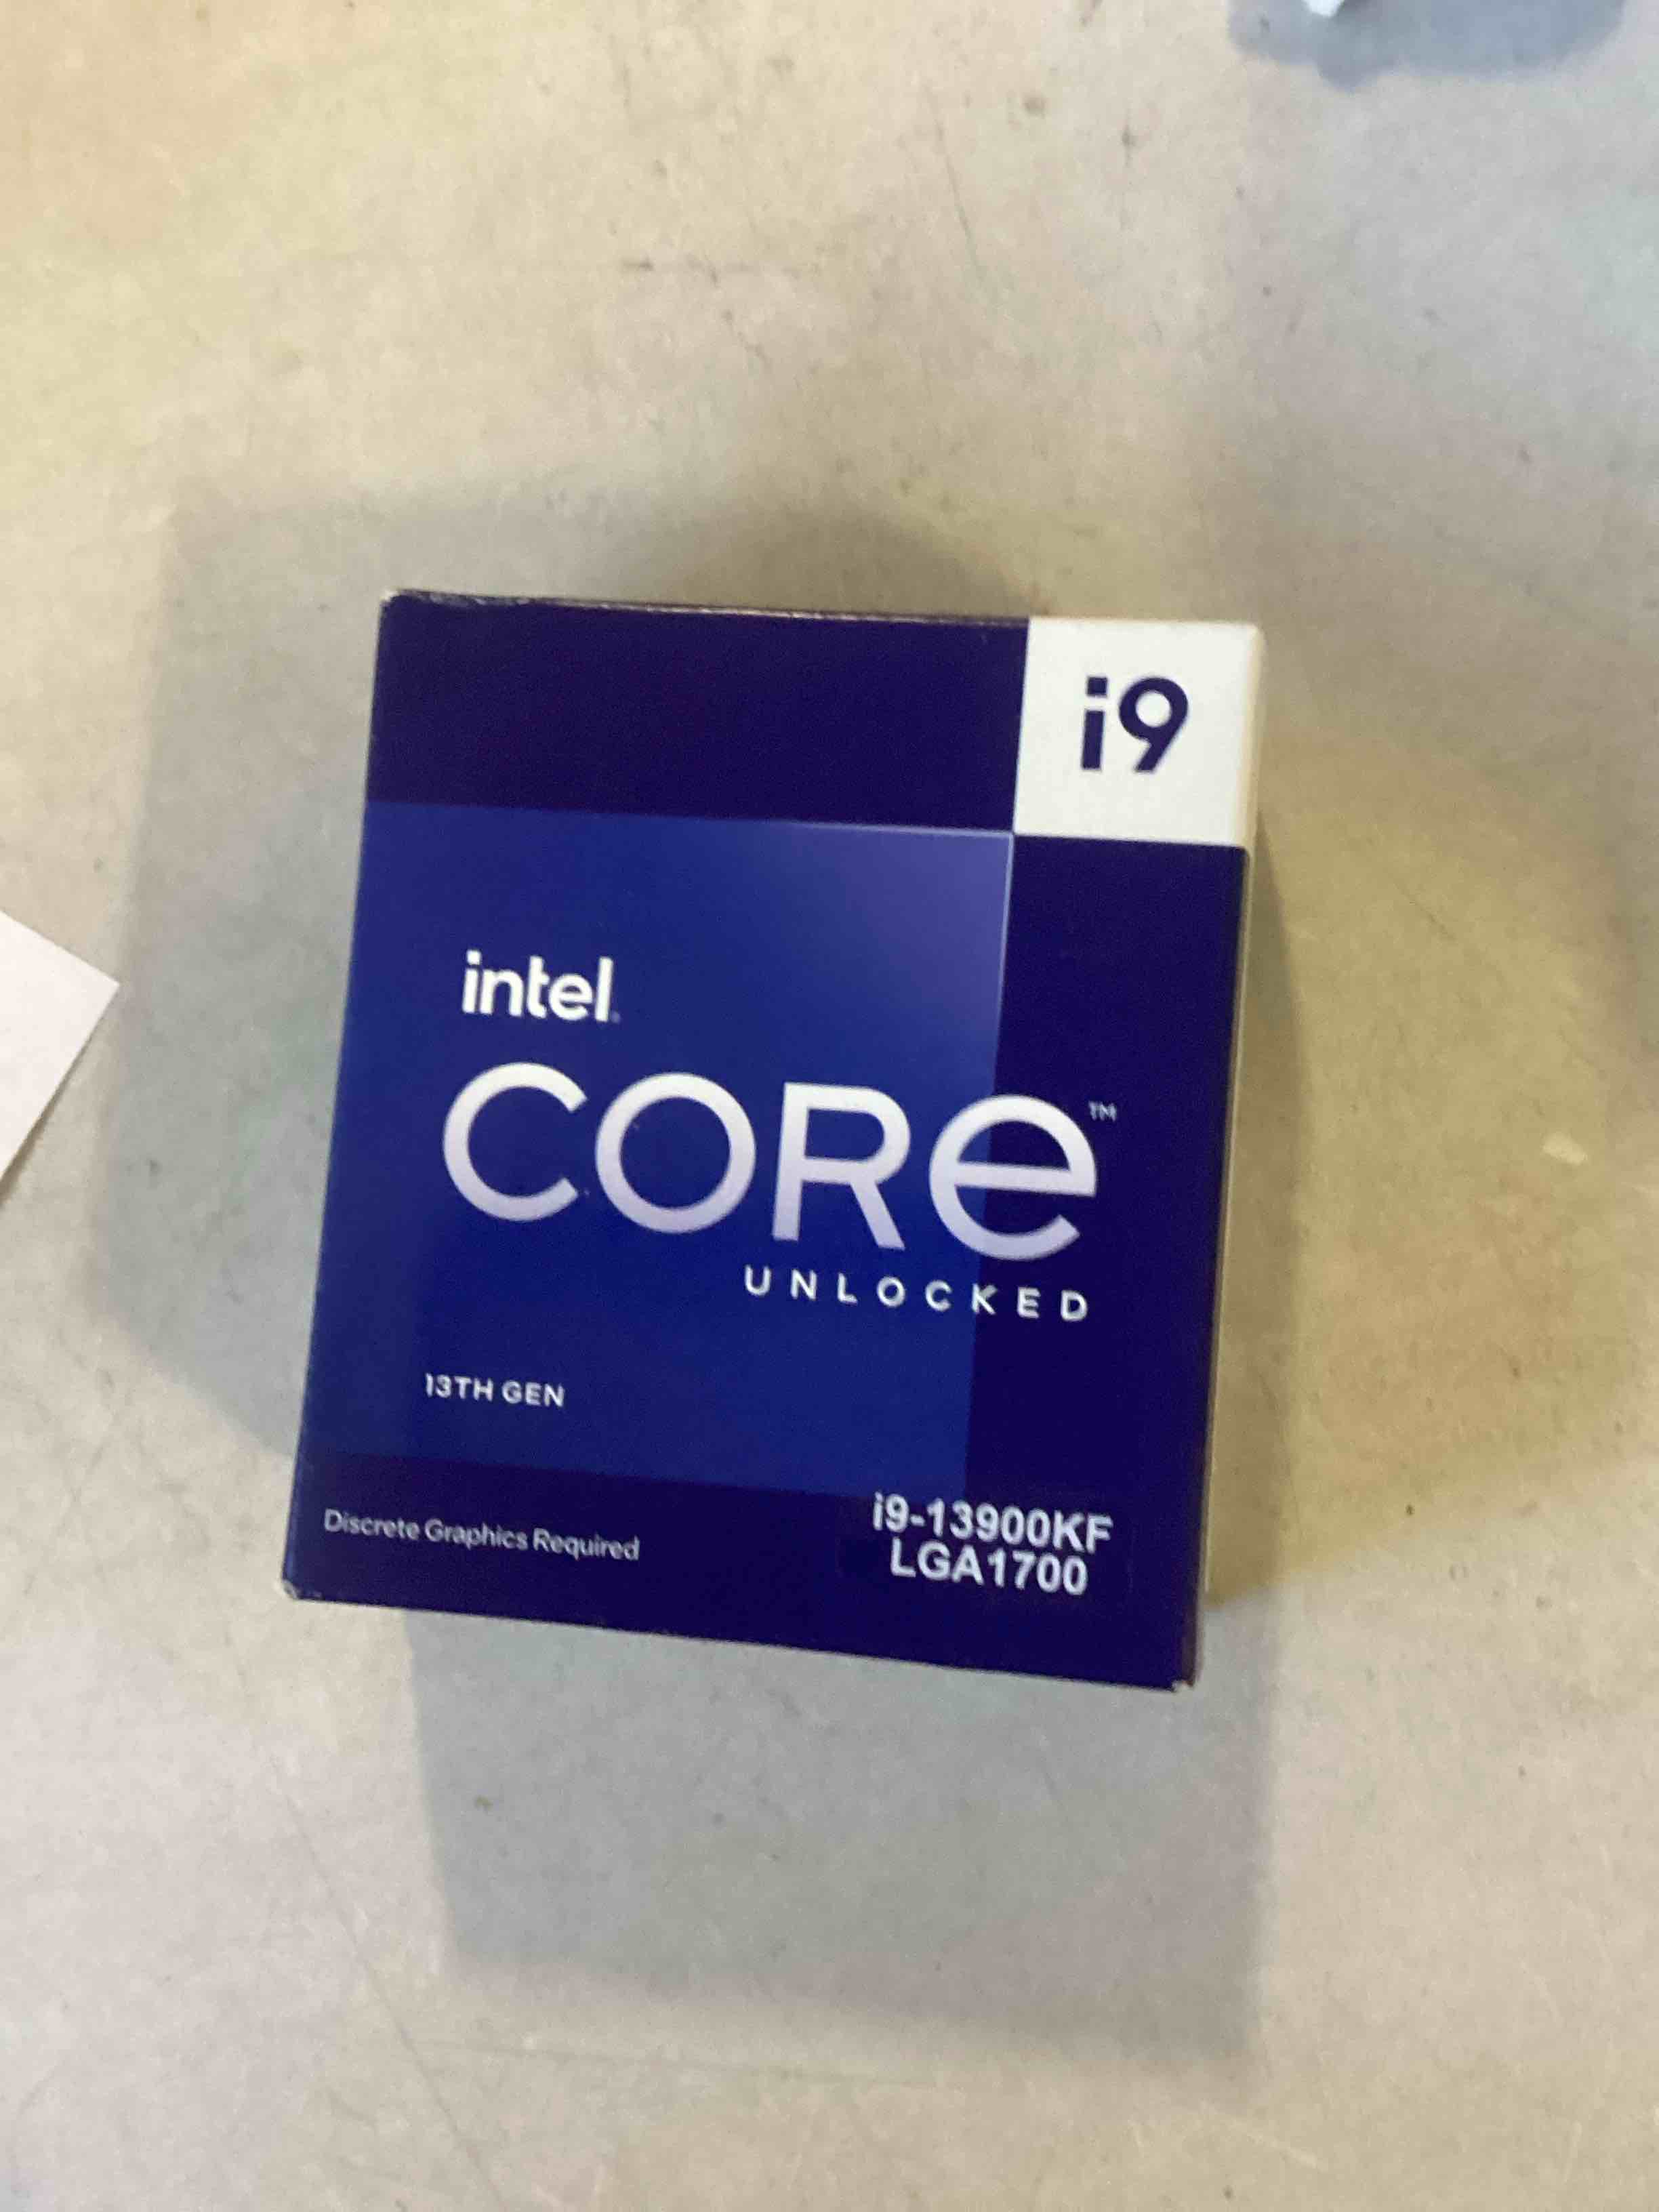 i9
intel.
CORe™
UNLOCKED
13TH GEN
Discrete Graphics Required
i9-13900KF
LGA1700